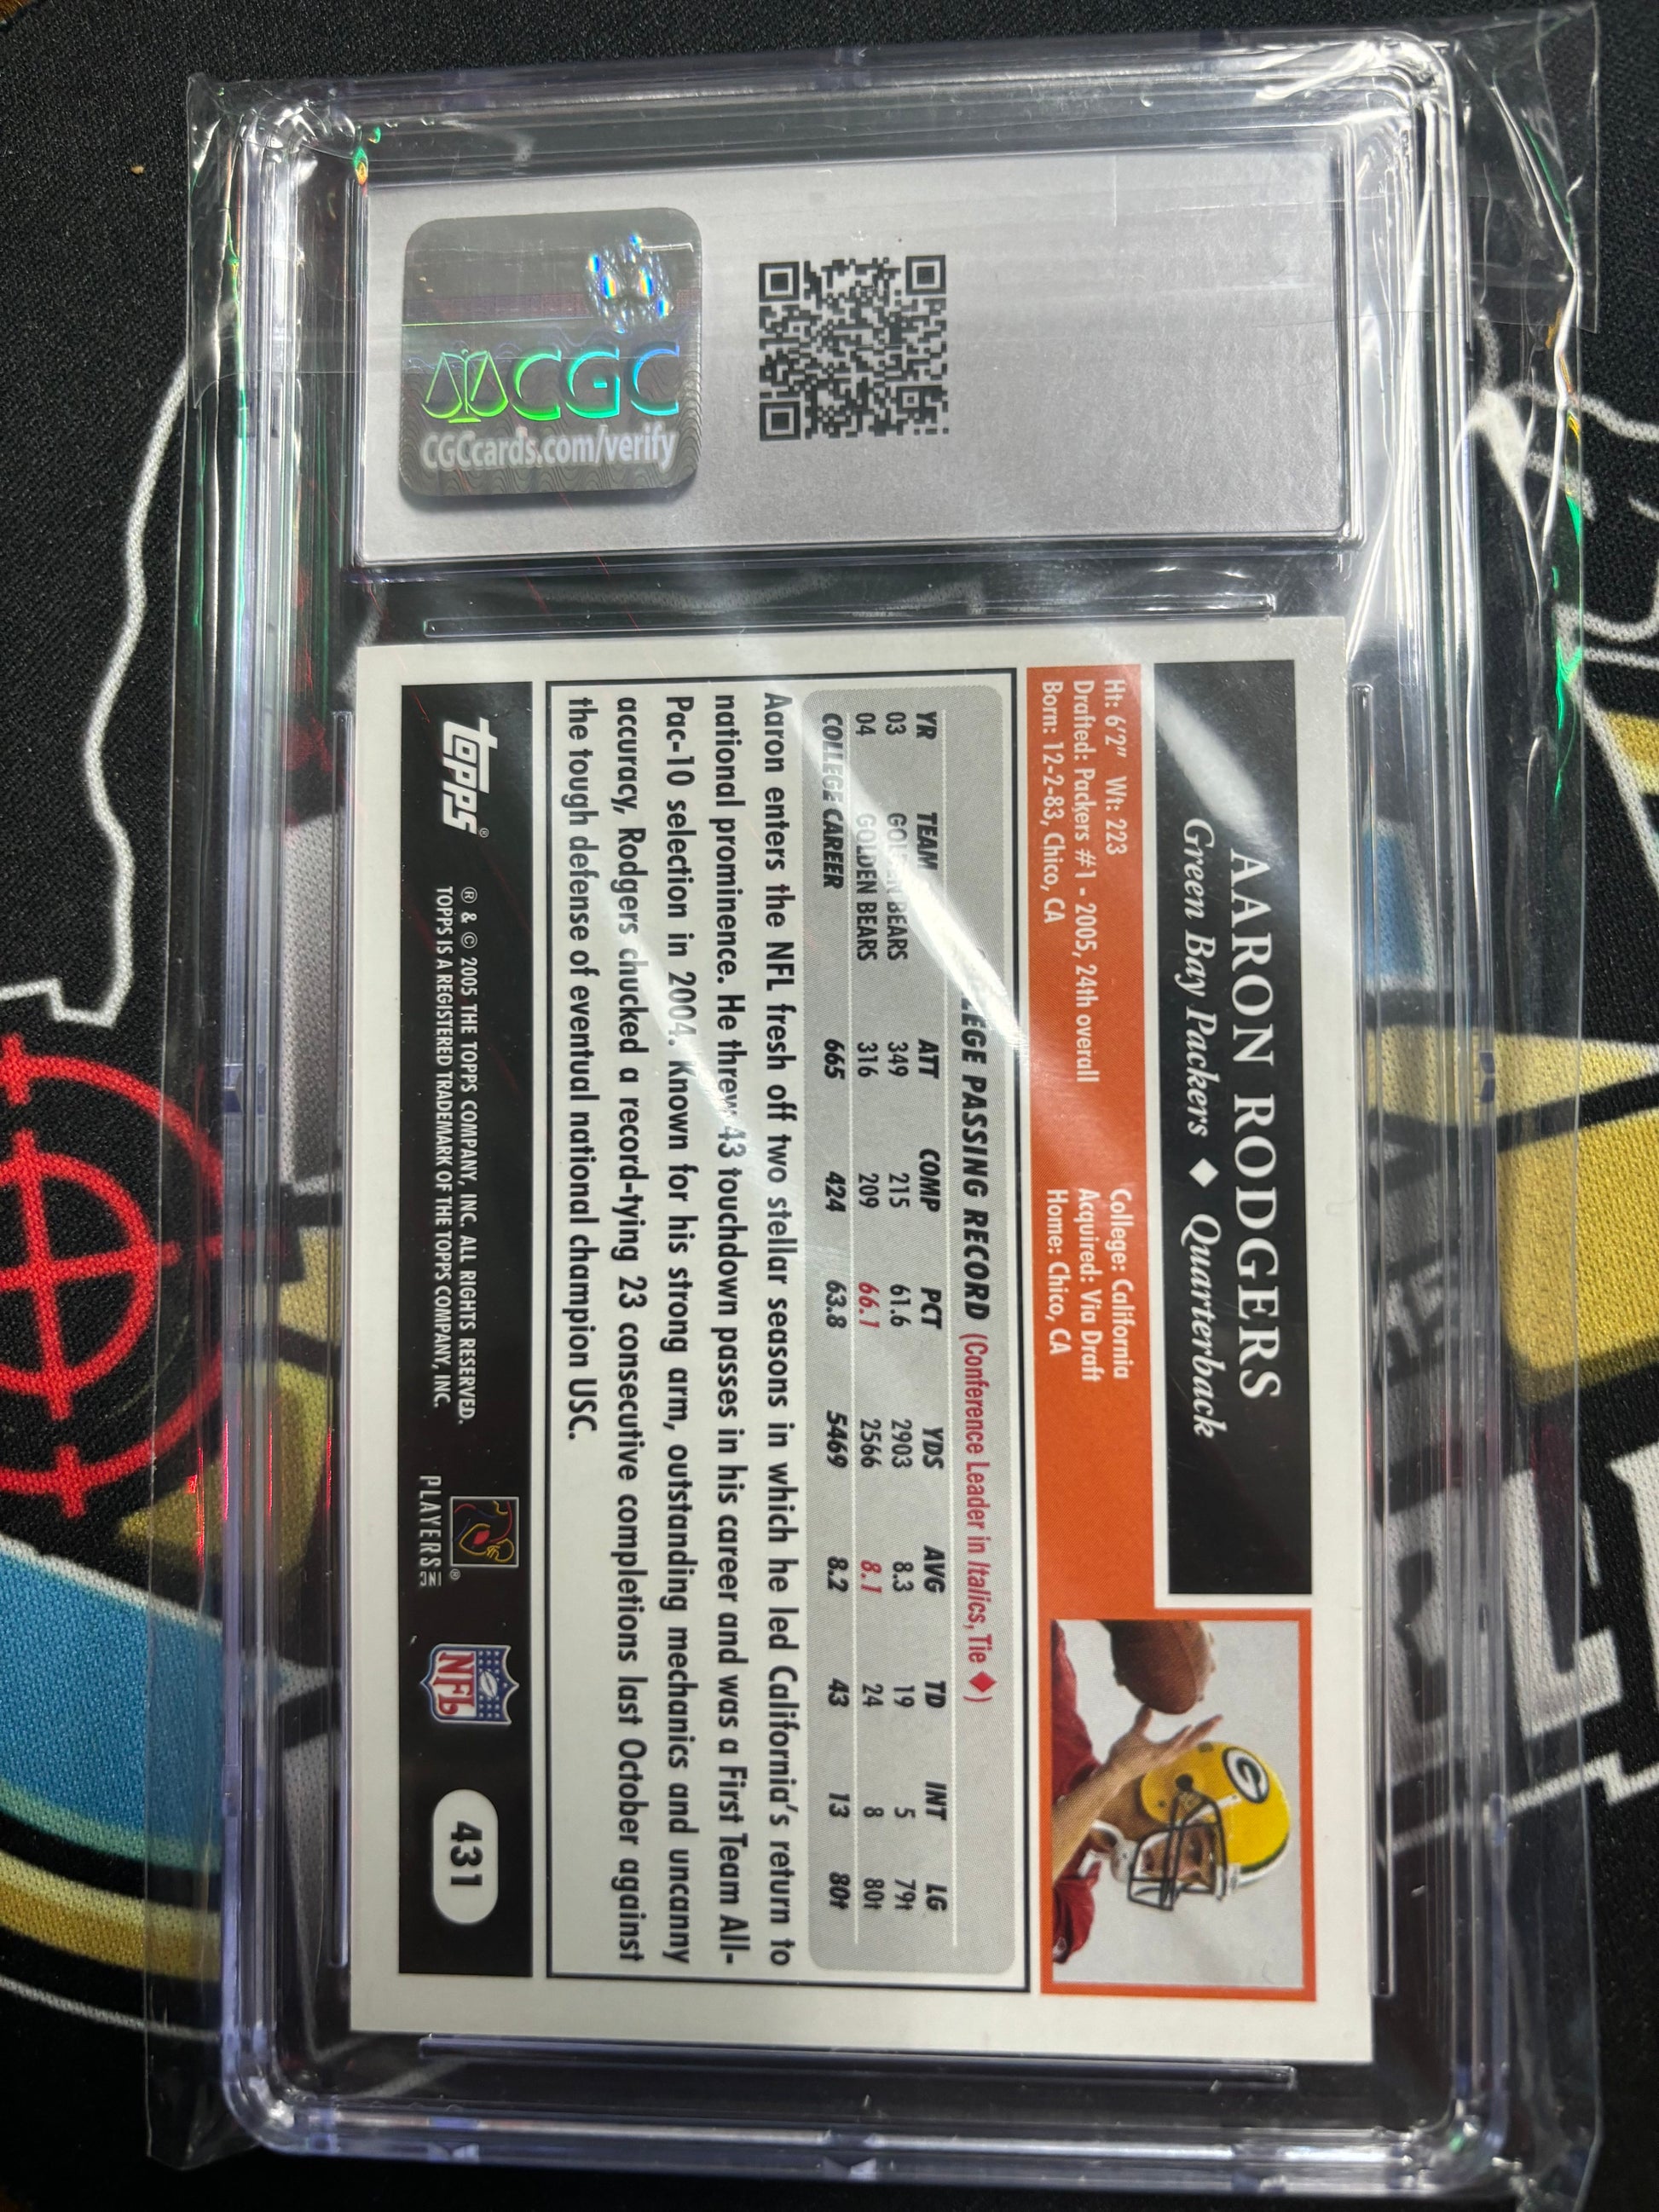 CGC
CGCcards.com/verify
AARON RODGERS
Green Bay Packers ♦ Quarterback
Ht: 6'2" Wt: 223
College: California
Drafted: Packers #1 - 2005, 24th overall
Acquired: Via Draft
Born: 12-2-83, Chico, CA
Home: Chico, CA
PASSING RECORD (Conference Leader in Italics, Tie ♦)
YR TEAM ATT COMP PCT YDS AVG TD INT LG
03 GOLDEN BEARS 349 215 61.6 2903 8.3 19 5 79t
04 GOLDEN BEARS 316 209 66.1 2566 8.1 24 8 80t
COLLEGE CAREER 665 424 63.8 5469 8.2 43 13 80t
Aaron enters the NFL fresh off two stellar seasons in which he led California's return to
national prominence. He threw 43 touchdown passes in his career and was a First Team All-
Pac-10 selection in 2004. Known for his strong arm, outstanding mechanics and uncanny
accuracy, Rodgers chucked a record-tying 23 consecutive completions last October against
the tough defense of eventual national champion USC.
topps®
® & © 2005 THE TOPPS COMPANY, INC. ALL RIGHTS RESERVED.
TOPPS IS A REGISTERED TRADEMARK OF THE TOPPS COMPANY, INC.
PLAYERS INC®
NFL
431